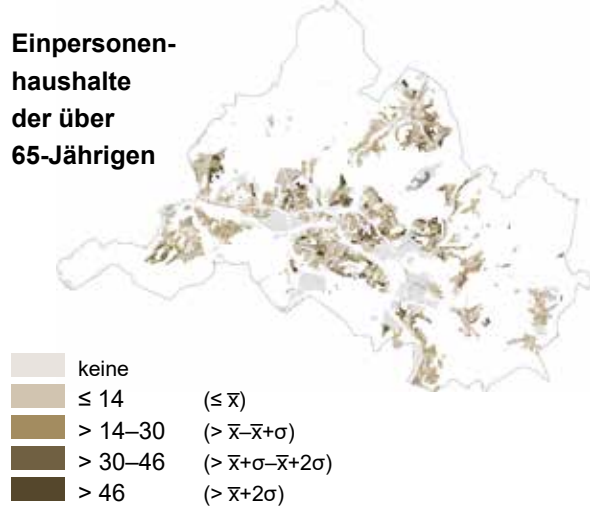 Einpersonen-
haushalte
der über
65-Jährigen
keine
≤ 14 (≤ x̅)
> 14–30 (> x̅–x̅+σ)
> 30–46 (> x̅+σ–x̅+2σ)
> 46 (> x̅+2σ)